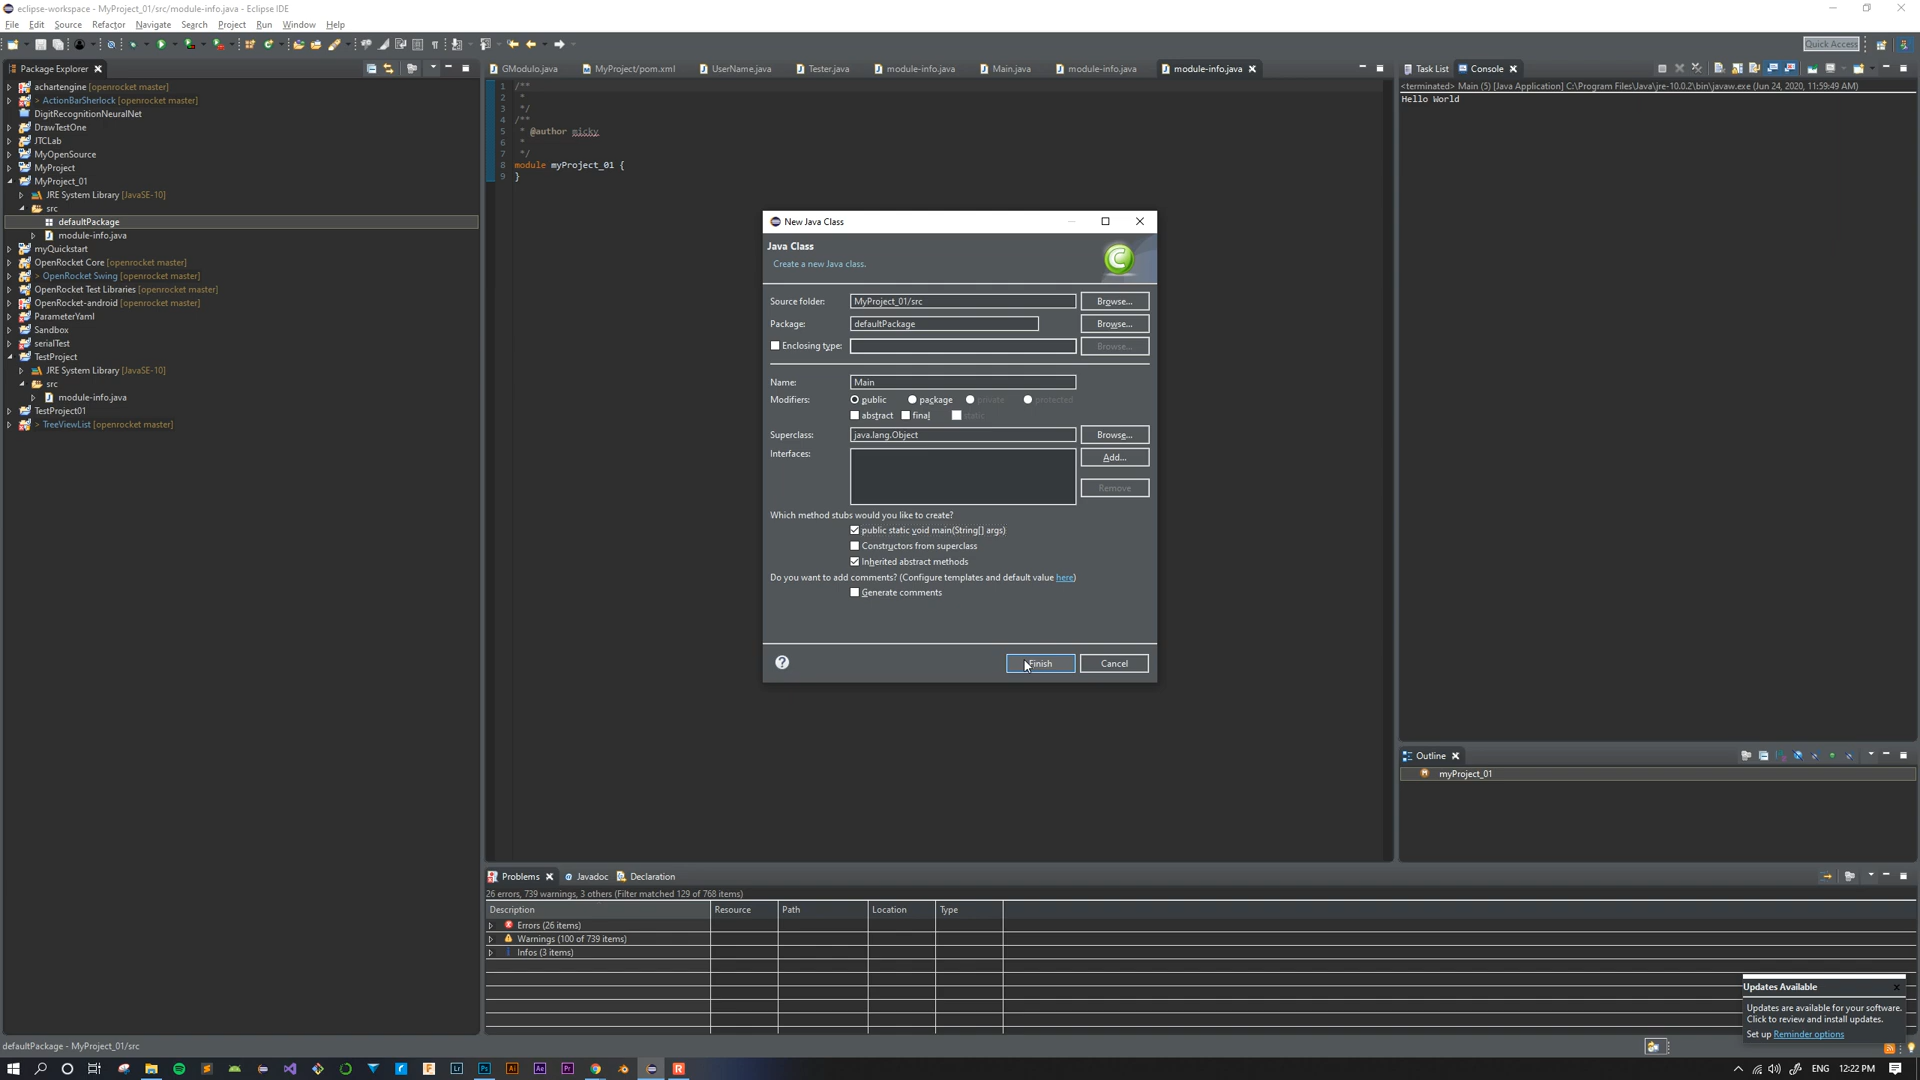 eclipse-workspace - MyProject_01/src/module-info.java - Eclipse IDE
File Edit Source Refactor Navigate Search Project Run Window Help
Quick Access
Package Explorer
achartengine [openrocket master]
> ActionBarSherlock [openrocket master]
DigitRecognitionNeuralNet
DrawTestOne
JTCLab
MyOpenSource
MyProject
MyProject_01
JRE System Library [JavaSE-10]
src
defaultPackage
module-info.java
myQuickstart
OpenRocket Core [openrocket master]
> OpenRocket Swing [openrocket master]
OpenRocket Test Libraries [openrocket master]
OpenRocket-android [openrocket master]
ParameterYaml
Sandbox
serialTest
TestProject
JRE System Library [JavaSE-10]
src
module-info.java
TestProject01
> TreeViewList [openrocket master]
GModulo.java MyProject/pom.xml UserName.java Tester.java module-info.java Main.java module-info.java module-info.java
1 /**
2 *
3 */
4 /**
5 * @author micky
6 *
7 */
8 module myProject_01 {
9 }
New Java Class
Java Class
Create a new Java class.
Source folder: MyProject_01/src Browse...
Package: defaultPackage Browse...
Enclosing type: Browse...
Name: Main
Modifiers: public package private protected
abstract final static
Superclass: java.lang.Object Browse...
Interfaces: Add...
Remove
Which method stubs would you like to create?
public static void main(String[] args)
Constructors from superclass
Inherited abstract methods
Do you want to add comments? (Configure templates and default value here)
Generate comments
Finish Cancel
Task List Console
<terminated> Main (5) [Java Application] C:\Program Files\Java\jre-10.0.2\bin\javaw.exe (Jun 24, 2020, 11:59:49 AM)
Hello World
Outline
myProject_01
Problems Javadoc Declaration
26 errors, 739 warnings, 3 others (Filter matched 129 of 768 items)
Description Resource Path Location Type
Errors (26 items)
Warnings (100 of 739 items)
Infos (3 items)
Updates Available
Updates are available for your software.
Click to review and install updates.
Set up Reminder options
defaultPackage - MyProject_01/src
ENG 12:22 PM